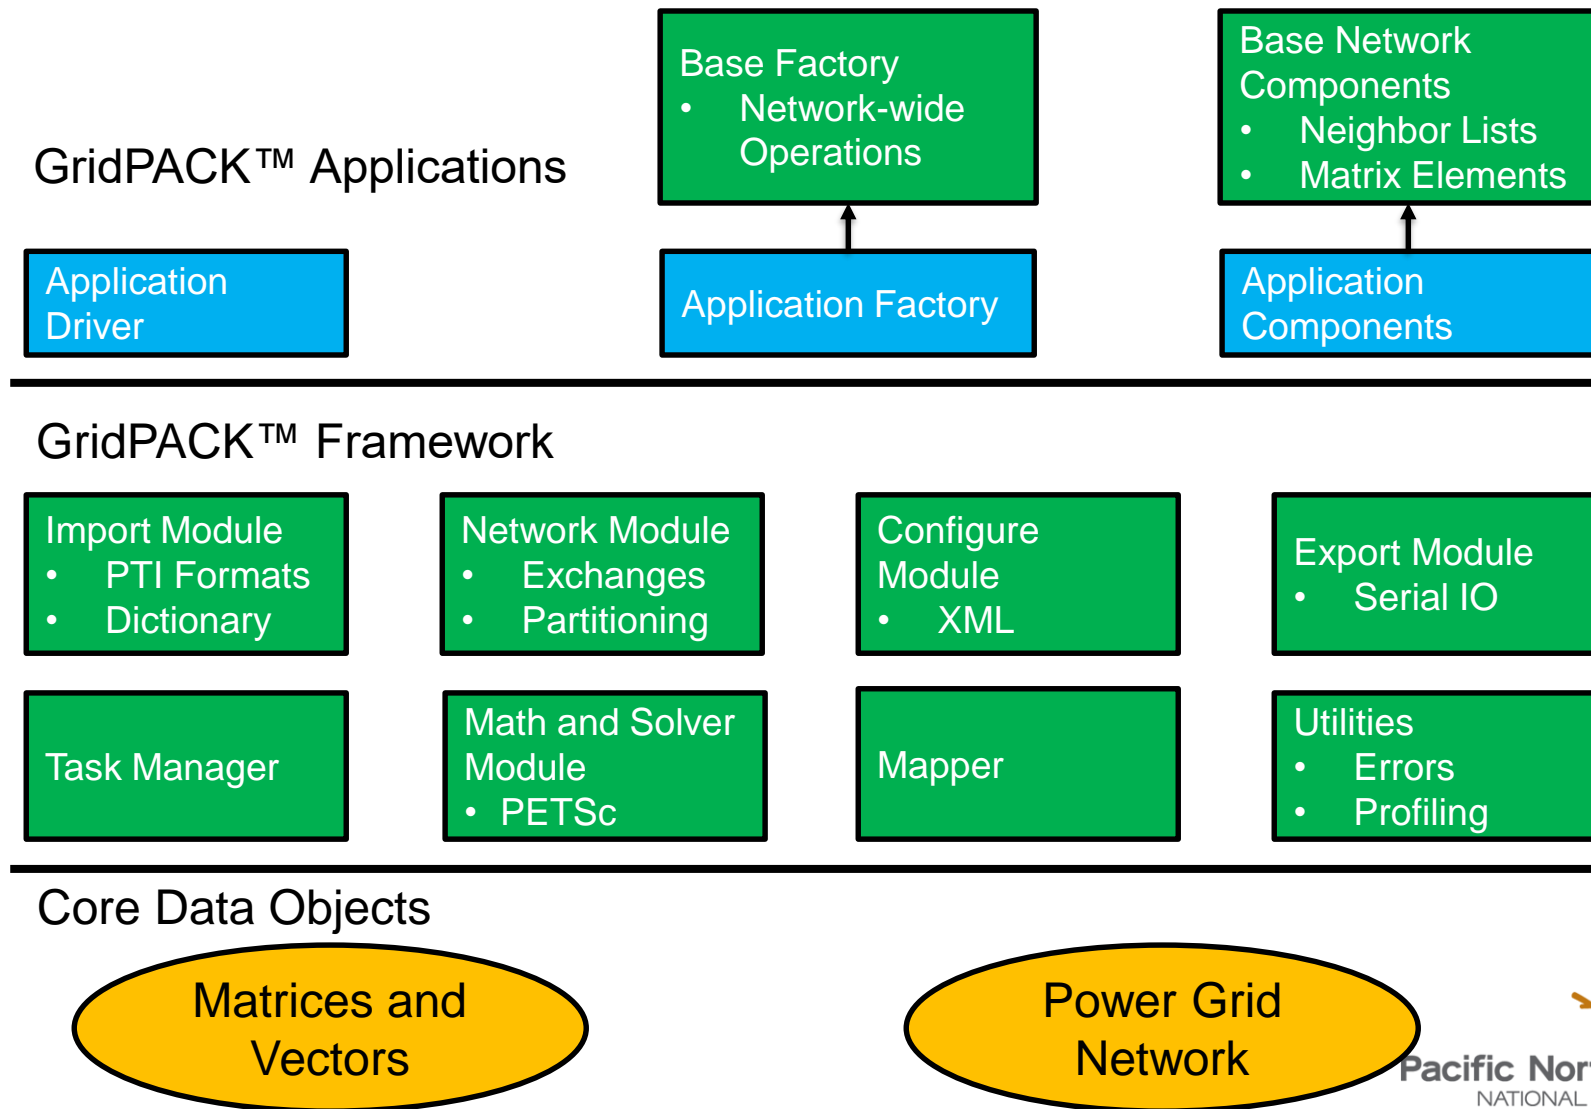 Base Factory
• Network-wide
Operations
Base Network
Components
• Neighbor Lists
• Matrix Elements
GridPACK™ Applications
Application
Driver
Application Factory
Application
Components
GridPACK™ Framework
Import Module
• PTI Formats
• Dictionary
Network Module
• Exchanges
• Partitioning
Configure
Module
• XML
Export Module
• Serial IO
Task Manager
Math and Solver
Module
• PETSc
Mapper
Utilities
• Errors
• Profiling
Core Data Objects
Matrices and
Vectors
Power Grid
Network
Pacific Nor
NATIONAL